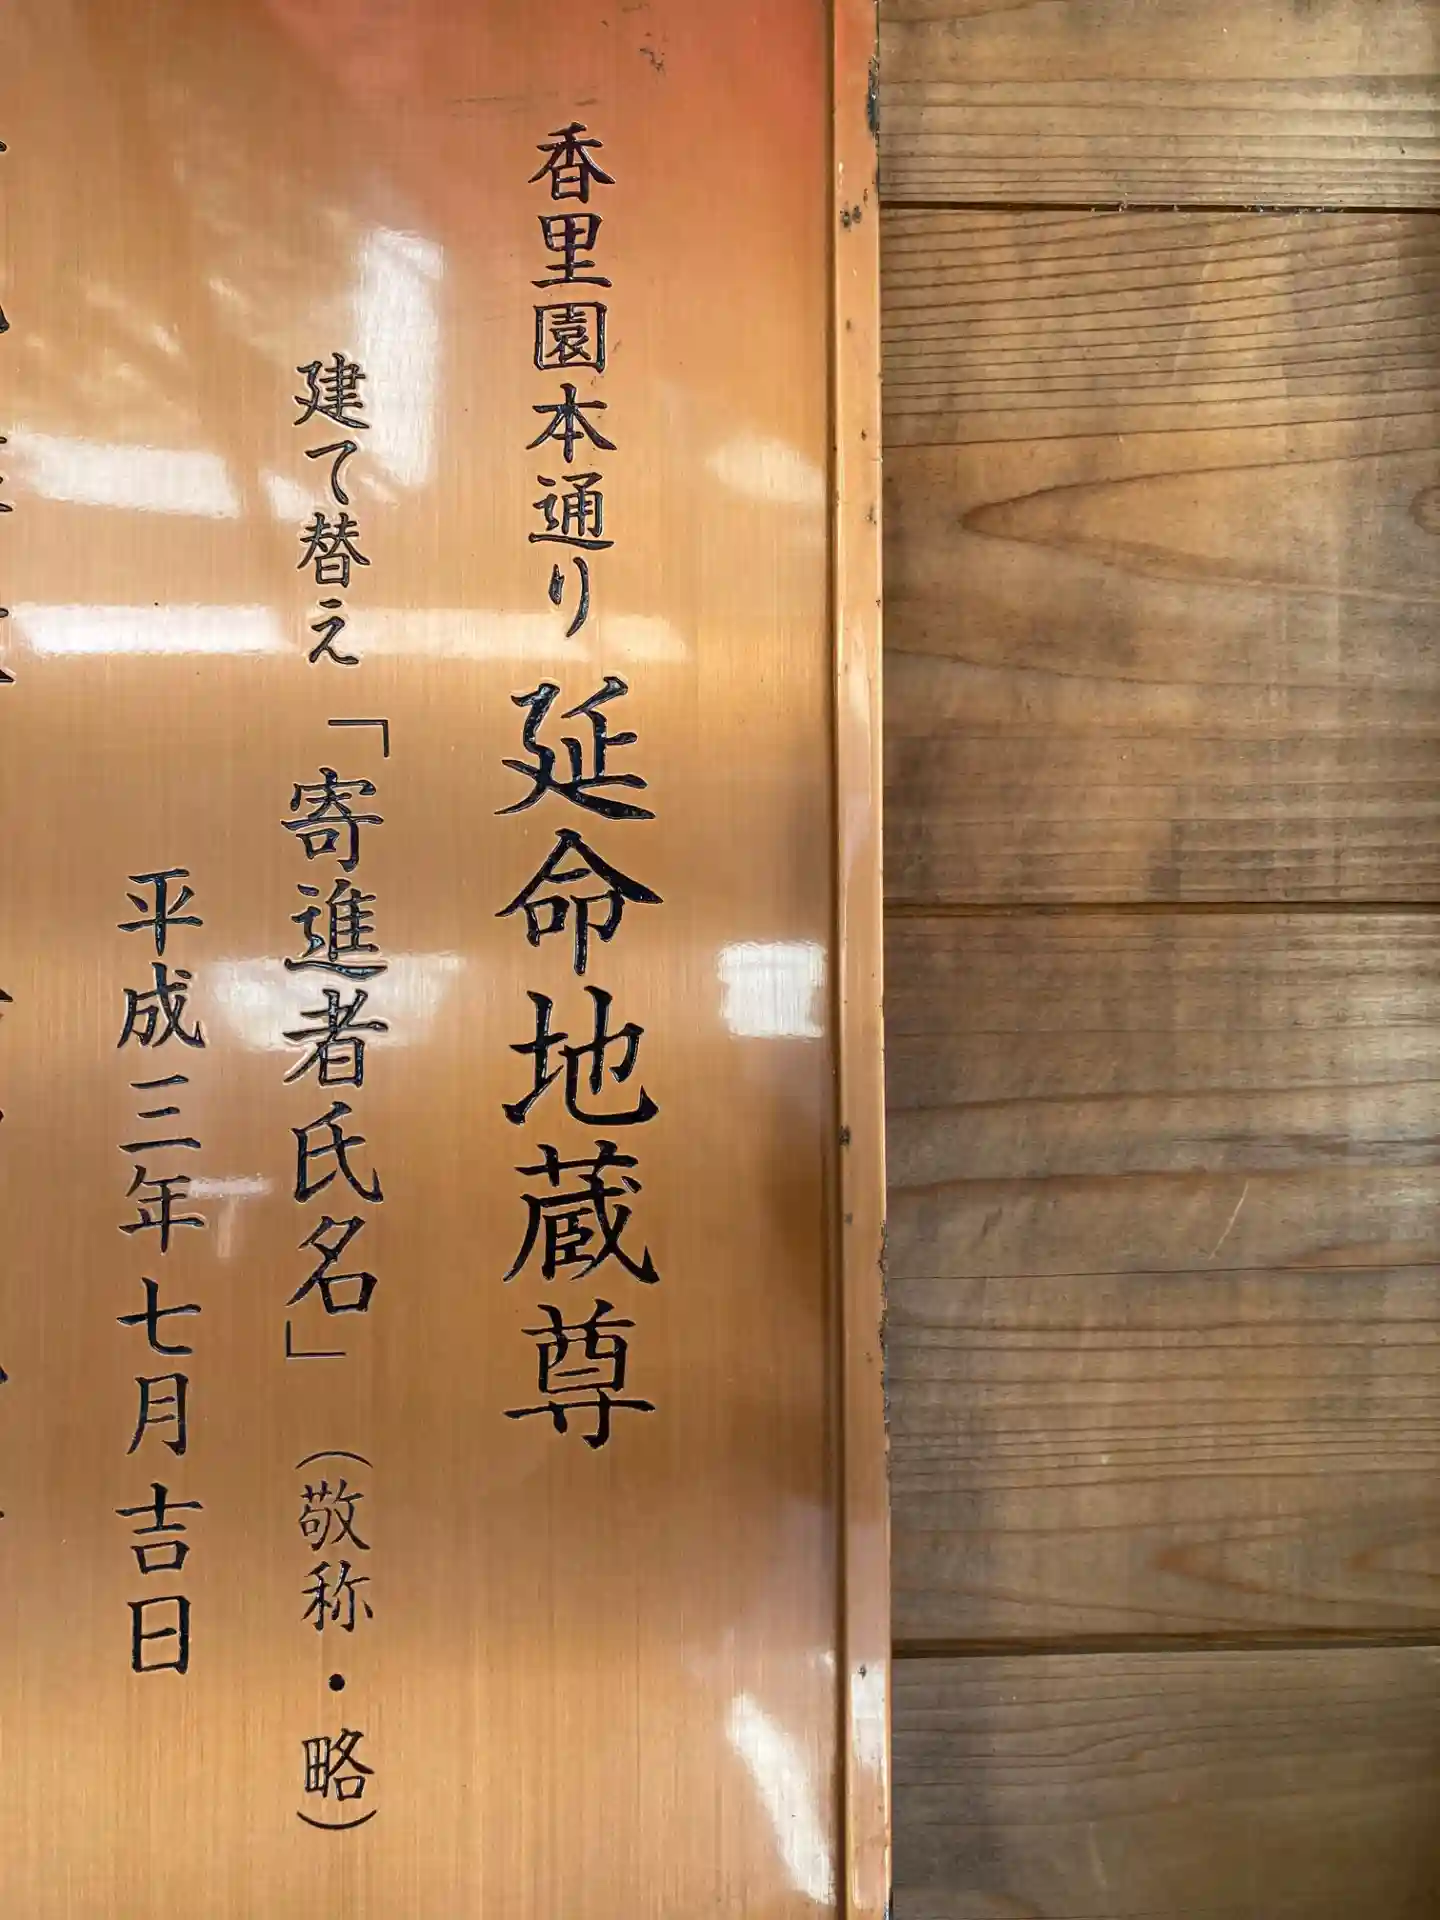 香里園本通り 延命地蔵尊
建て替え「寄進者氏名」(敬称・略)
平成三年七月吉日